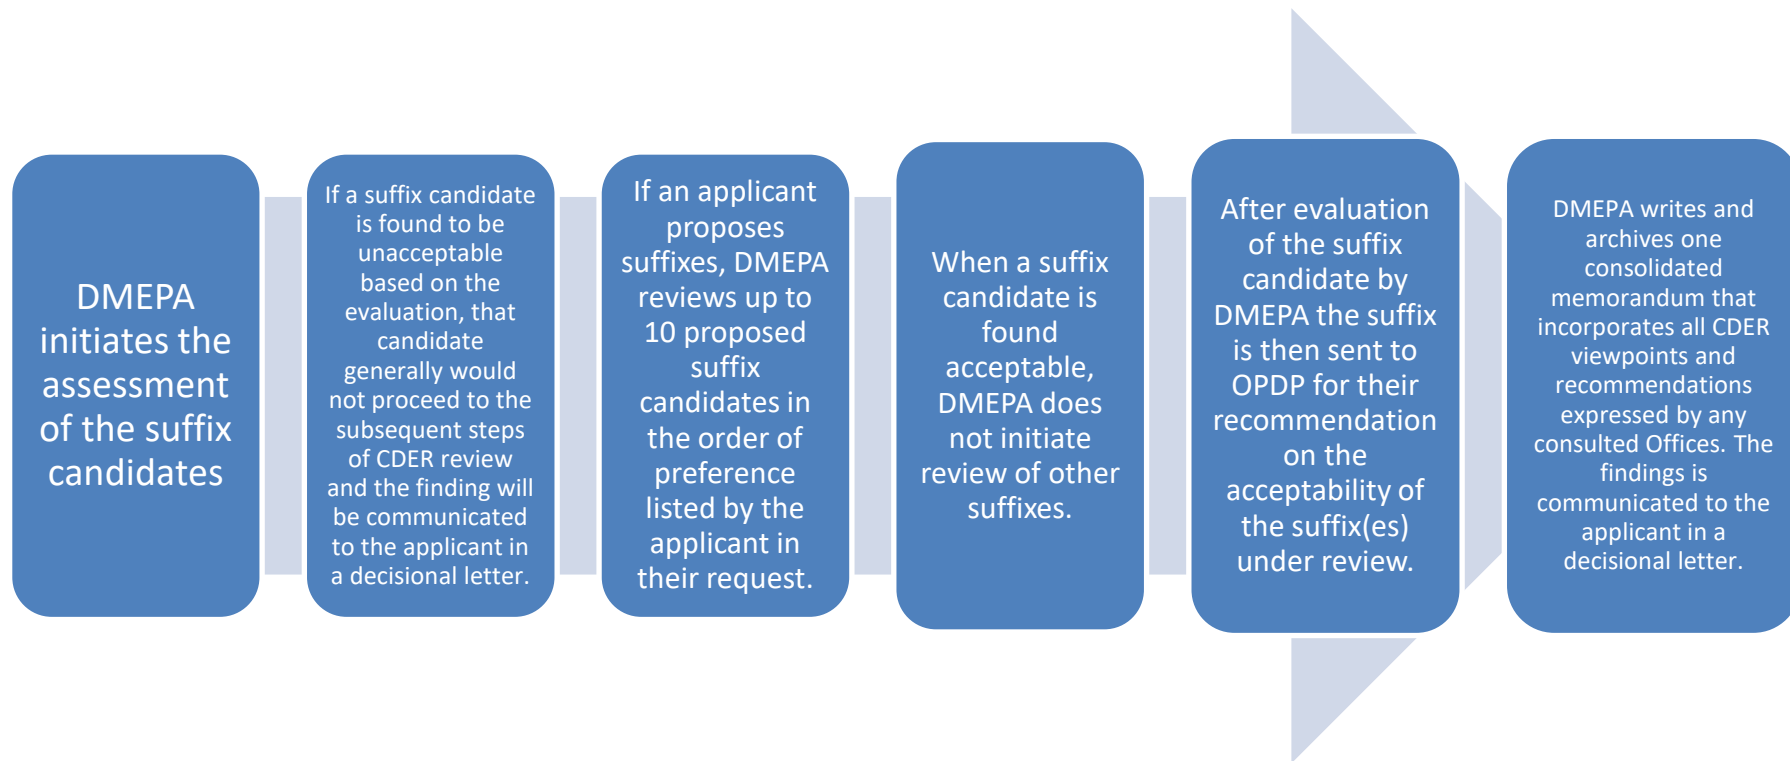 DMEPA
initiates the
assessment
of the suffix
candidates
If a suffix candidate
is found to be
unacceptable
based on the
evaluation, that
candidate
generally would
not proceed to the
subsequent steps
of CDER review
and the finding will
be communicated
to the applicant in
a decisional letter.
If an applicant
proposes
suffixes, DMEPA
reviews up to
10 proposed
suffix
candidates in
the order of
preference
listed by the
applicant in
their request.
When a suffix
candidate is
found
acceptable,
DMEPA does
not initiate
review of other
suffixes.
After evaluation
of the suffix
candidate by
DMEPA the suffix
is then sent to
OPDP for their
recommendation
on the
acceptability of
the suffix(es)
under review.
DMEPA writes and
archives one
consolidated
memorandum that
incorporates all CDER
viewpoints and
recommendations
expressed by any
consulted Offices. The
findings is
communicated to the
applicant in a
decisional letter.